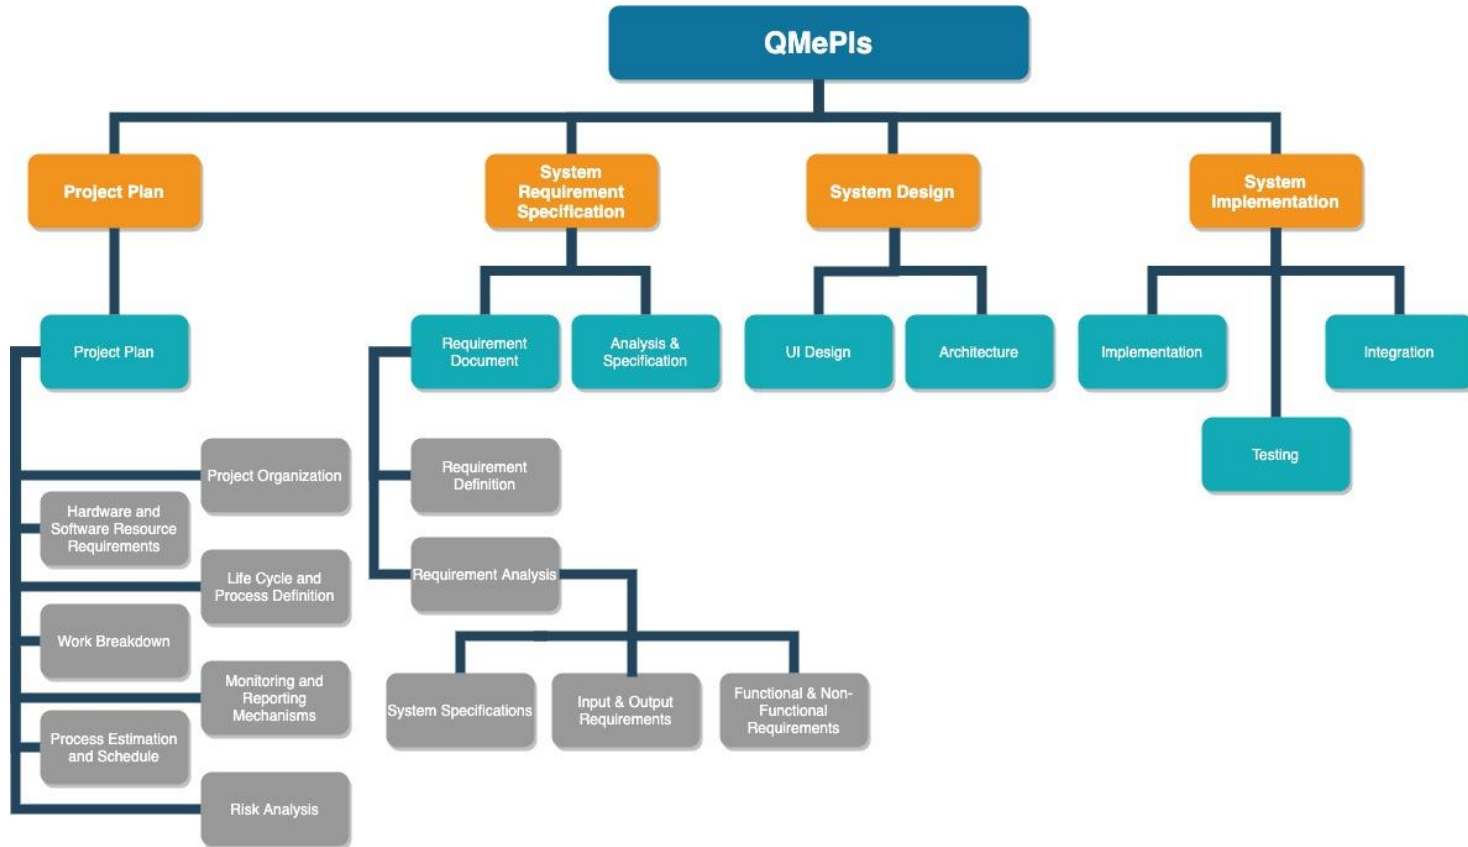 QMePls
Project Plan
System
Requirement
Specification
System Design
System
Implementation
Project Plan
Requirement
Document
Analysis &
Specification
UI Design
Architecture
Implementation
Integration
Testing
Project Organization
Hardware and
Software Resource
Requirements
Life Cycle and
Process Definition
Work Breakdown
Monitoring and
Reporting
Mechanisms
Process Estimation
and Schedule
Risk Analysis
Requirement
Definition
Requirement Analysis
System Specifications
Input & Output
Requirements
Functional & Non-
Functional
Requirements